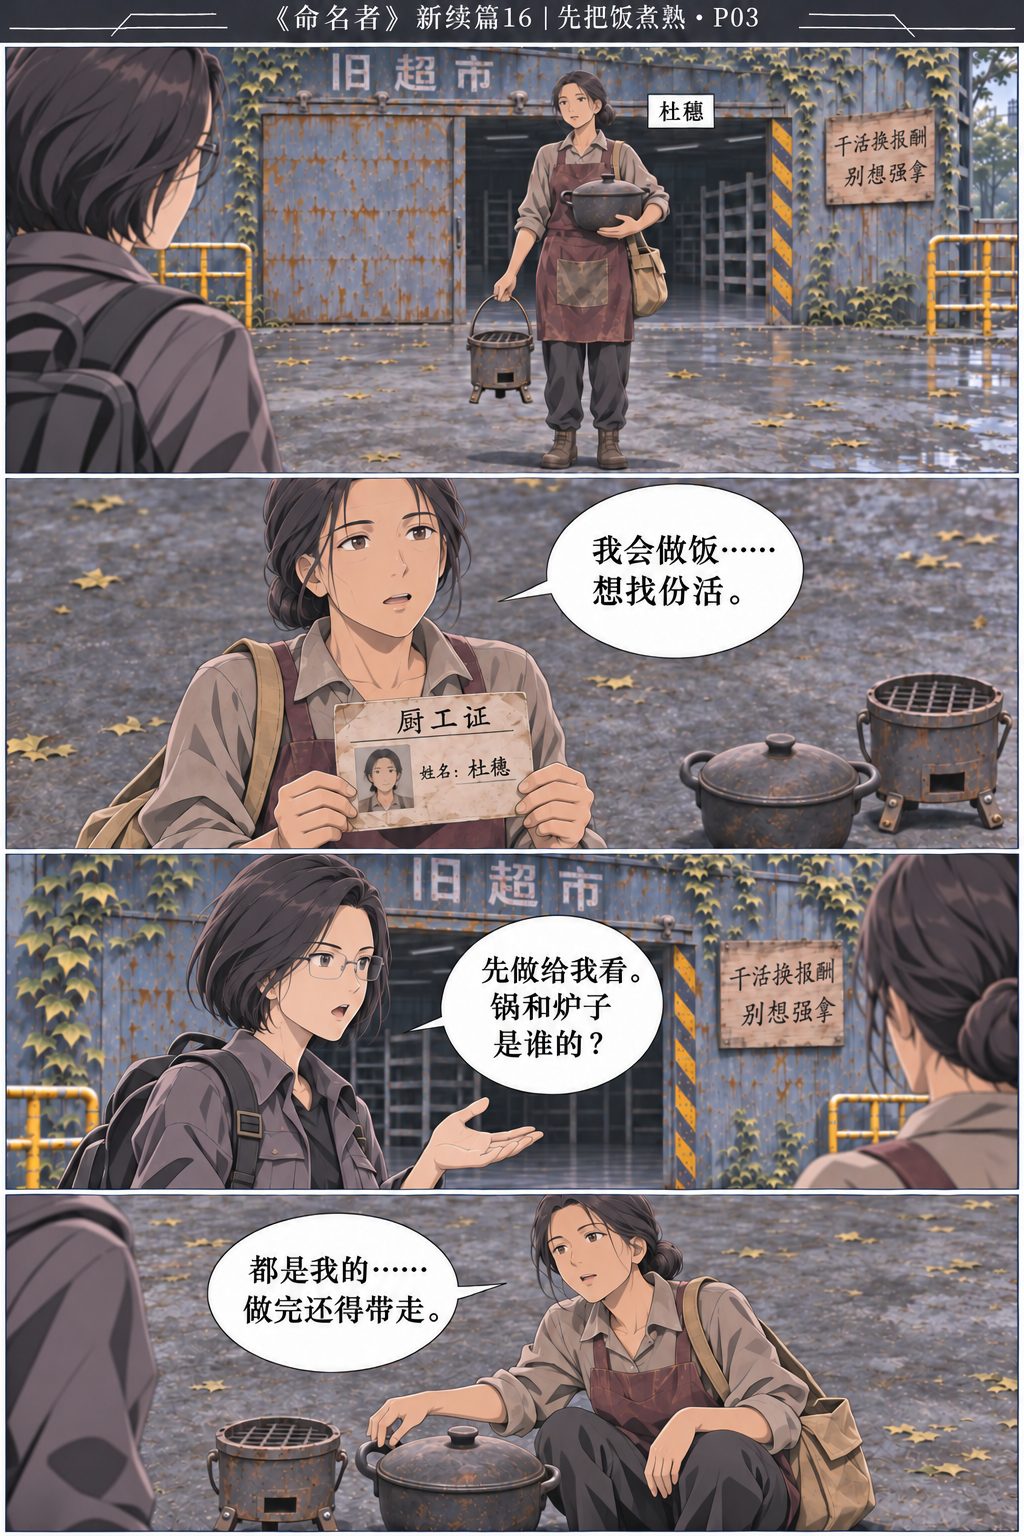 《命名者》新续篇16｜先把饭煮熟・P03
旧超市
杜穗
干活换报酬
别想强拿
我会做饭……
想找份活。
厨工证
姓名：杜穗
旧超市
先做给我看。
锅和炉子
是谁的？
干活换报酬
别想强拿
都是我的……
做完还得带走。